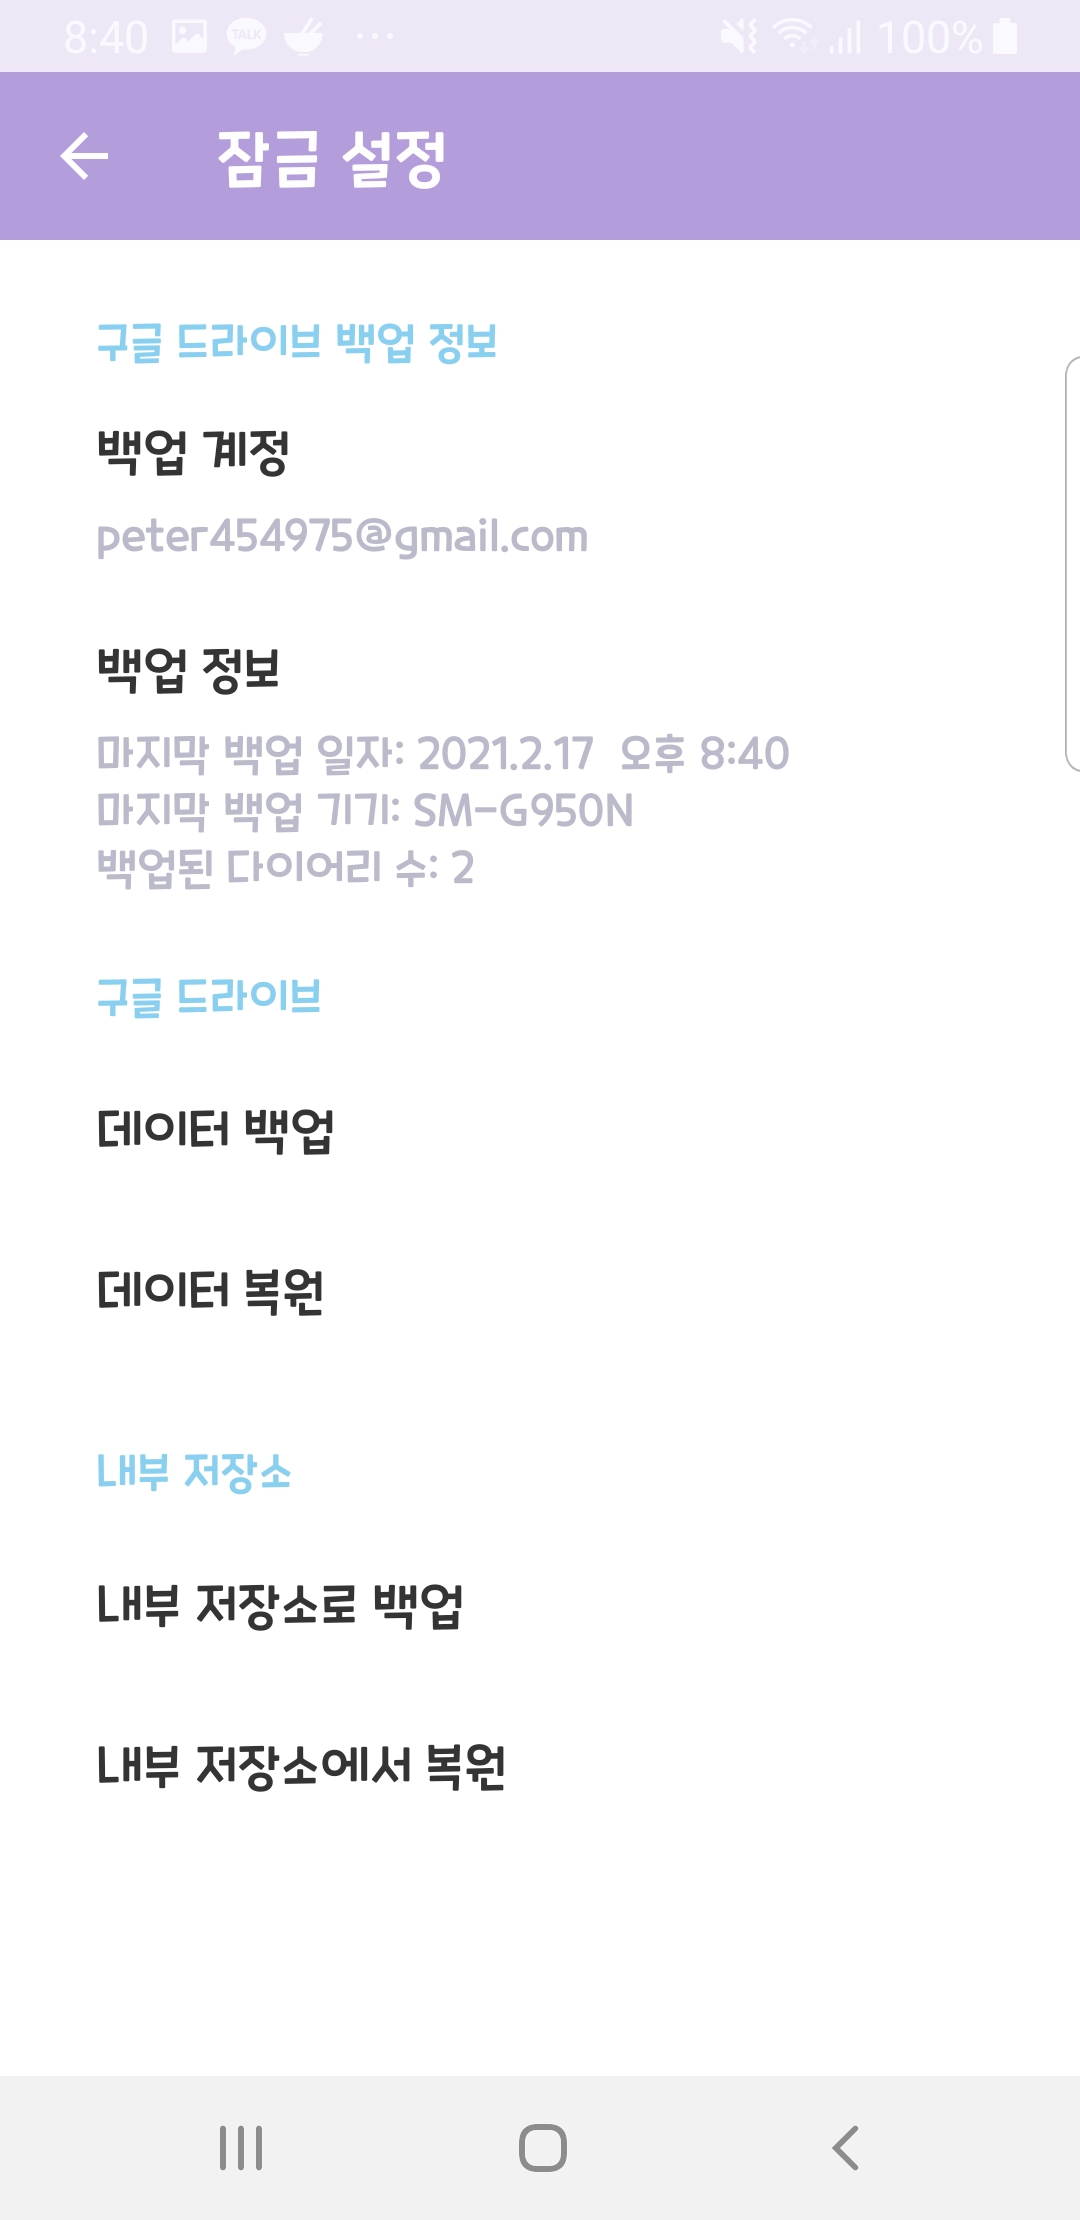 8:40 TALK ... 100%
잠금 설정
구글 드라이브 백업 정보
백업 계정
peter454975@gmail.com
백업 정보
마지막 백업 일자: 2021.2.17 오후 8:40
마지막 백업 기기: SM-G950N
백업된 다이어리 수: 2
구글 드라이브
데이터 백업
데이터 복원
내부 저장소
내부 저장소로 백업
내부 저장소에서 복원